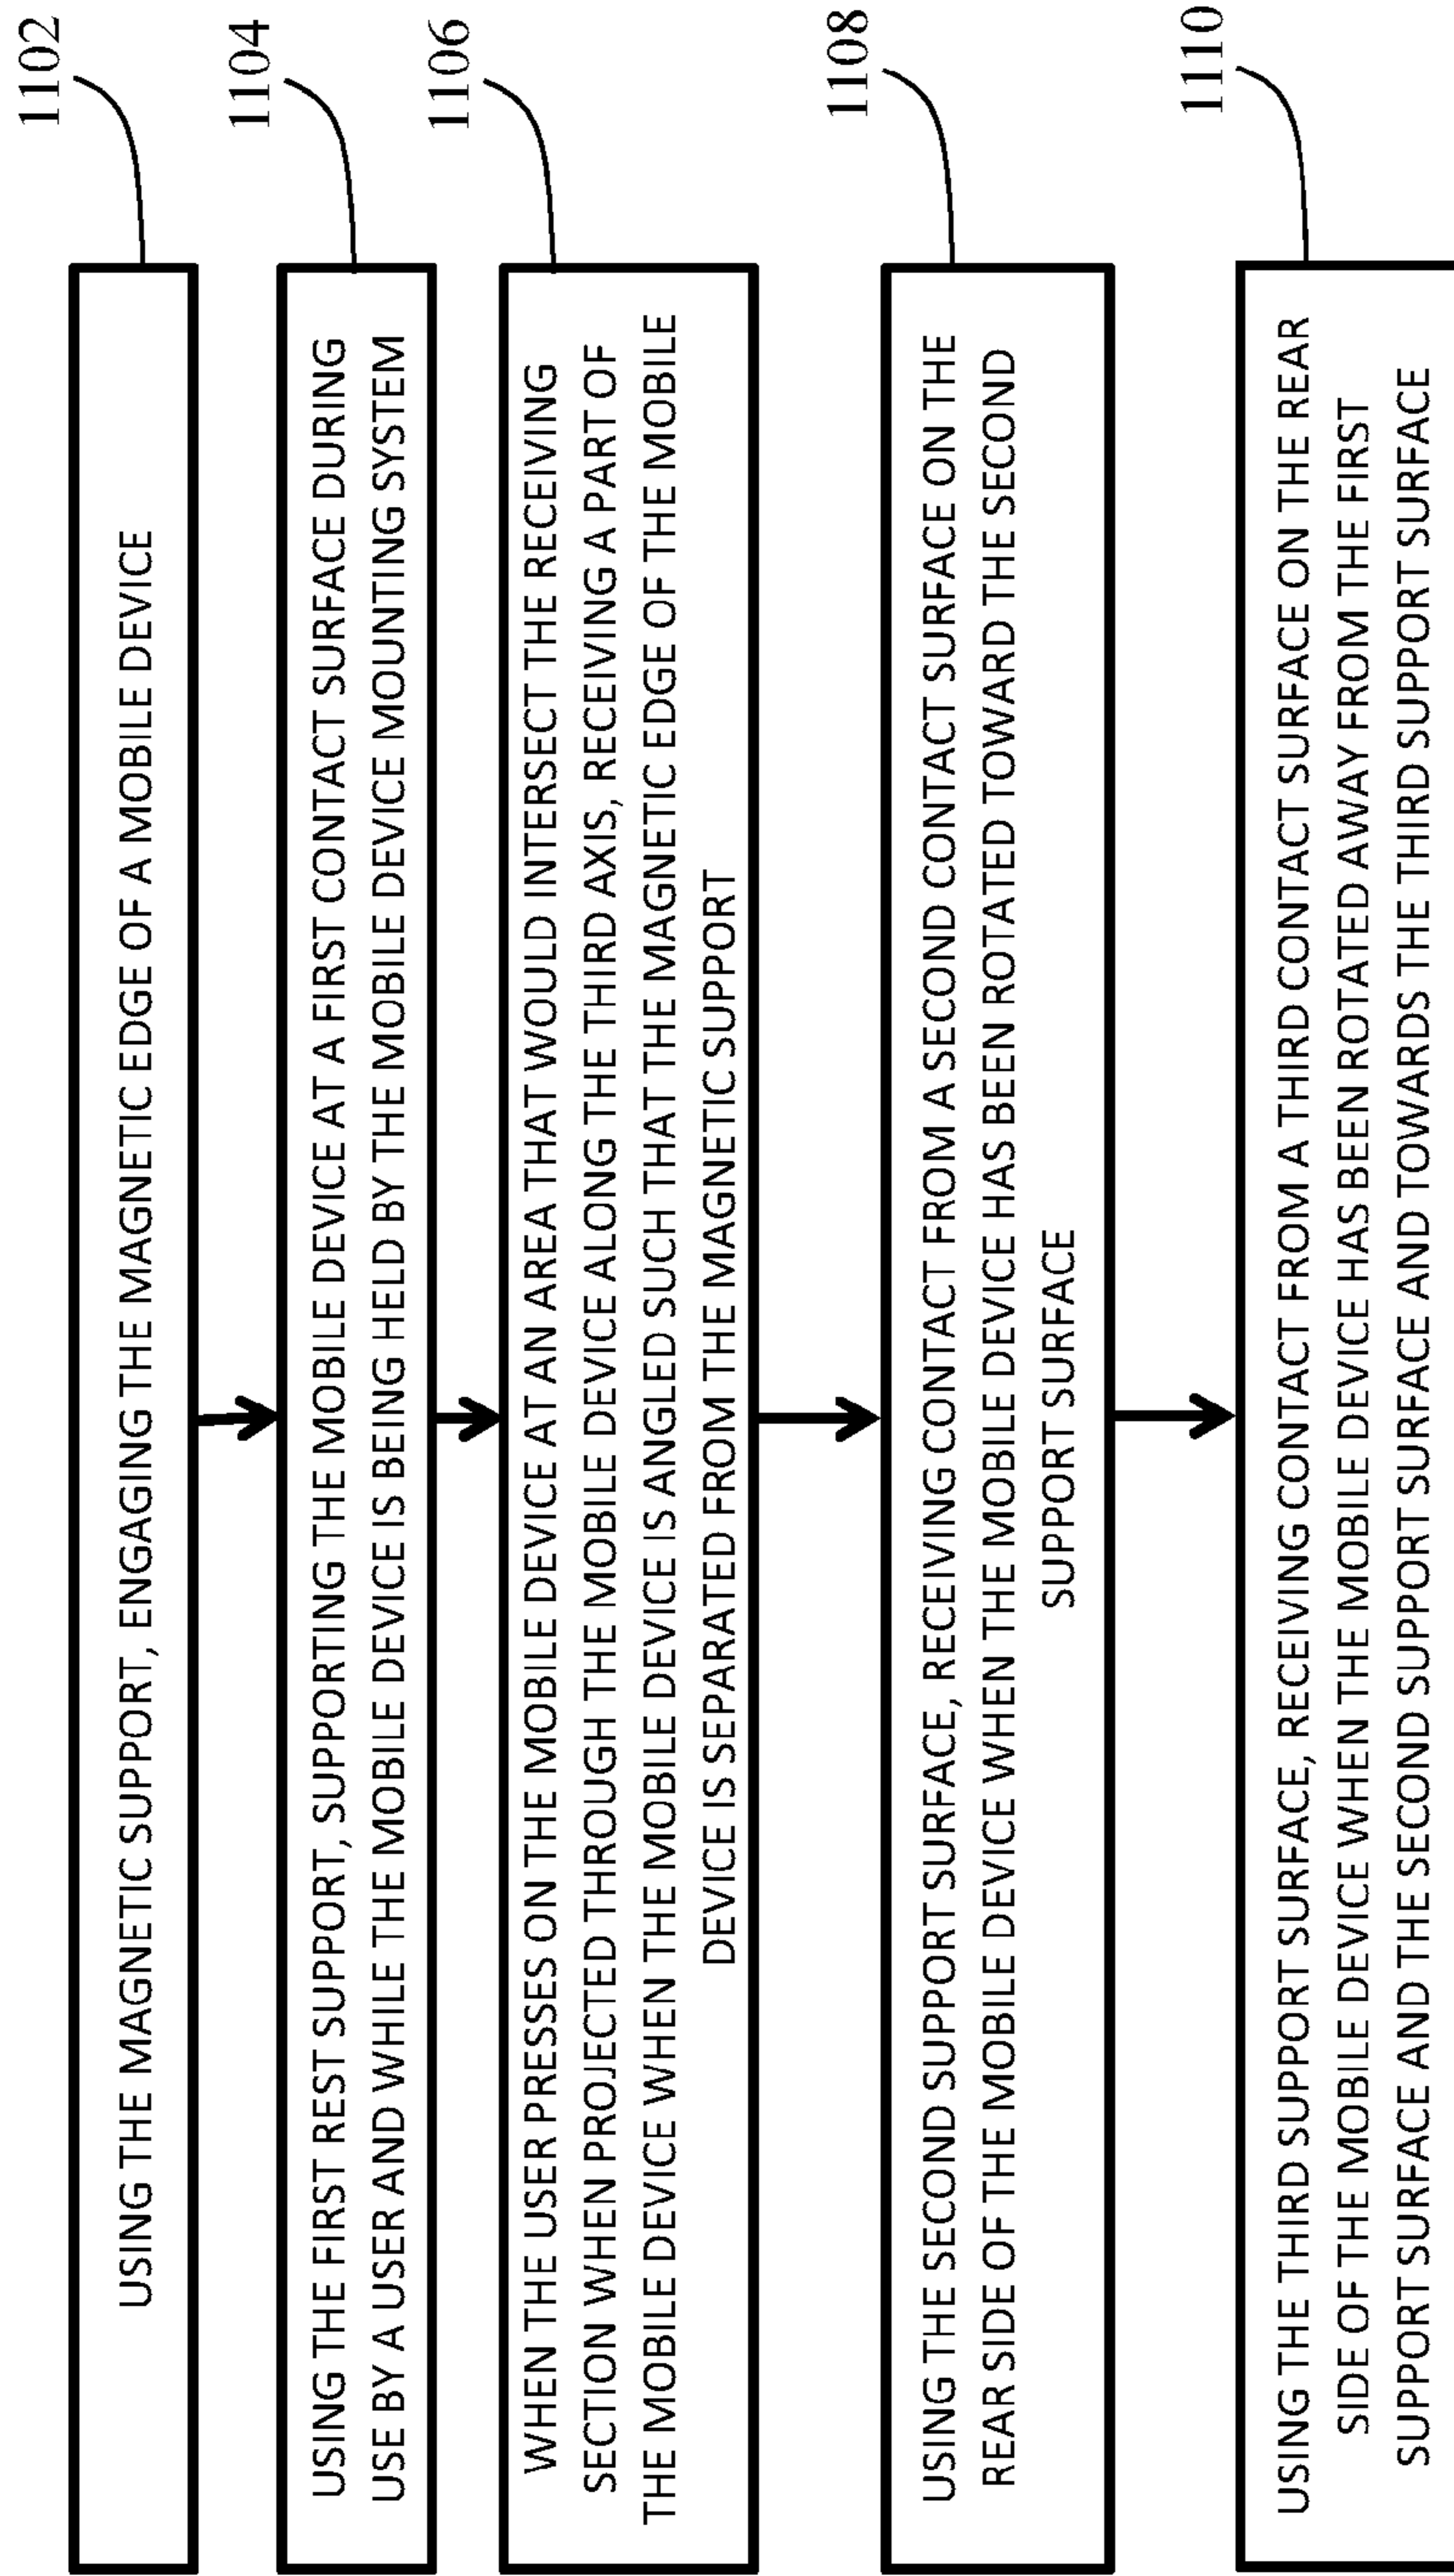 1102
USING THE MAGNETIC SUPPORT, ENGAGING THE MAGNETIC EDGE OF A MOBILE DEVICE
1104
USING THE FIRST REST SUPPORT, SUPPORTING THE MOBILE DEVICE AT A FIRST CONTACT SURFACE DURING
USE BY A USER AND WHILE THE MOBILE DEVICE IS BEING HELD BY THE MOBILE DEVICE MOUNTING SYSTEM
1106
WHEN THE USER PRESSES ON THE MOBILE DEVICE AT AN AREA THAT WOULD INTERSECT THE RECEIVING
SECTION WHEN PROJECTED THROUGH THE MOBILE DEVICE ALONG THE THIRD AXIS, RECEIVING A PART OF
THE MOBILE DEVICE WHEN THE MOBILE DEVICE IS ANGLED SUCH THAT THE MAGNETIC EDGE OF THE MOBILE
DEVICE IS SEPARATED FROM THE MAGNETIC SUPPORT
1108
USING THE SECOND SUPPORT SURFACE, RECEIVING CONTACT FROM A SECOND CONTACT SURFACE ON THE
REAR SIDE OF THE MOBILE DEVICE WHEN THE MOBILE DEVICE HAS BEEN ROTATED TOWARD THE SECOND
SUPPORT SURFACE
1110
USING THE THIRD SUPPORT SURFACE, RECEIVING CONTACT FROM A THIRD CONTACT SURFACE ON THE REAR
SIDE OF THE MOBILE DEVICE WHEN THE MOBILE DEVICE HAS BEEN ROTATED AWAY FROM THE FIRST
SUPPORT SURFACE AND THE SECOND SUPPORT SURFACE AND TOWARDS THE THIRD SUPPORT SURFACE